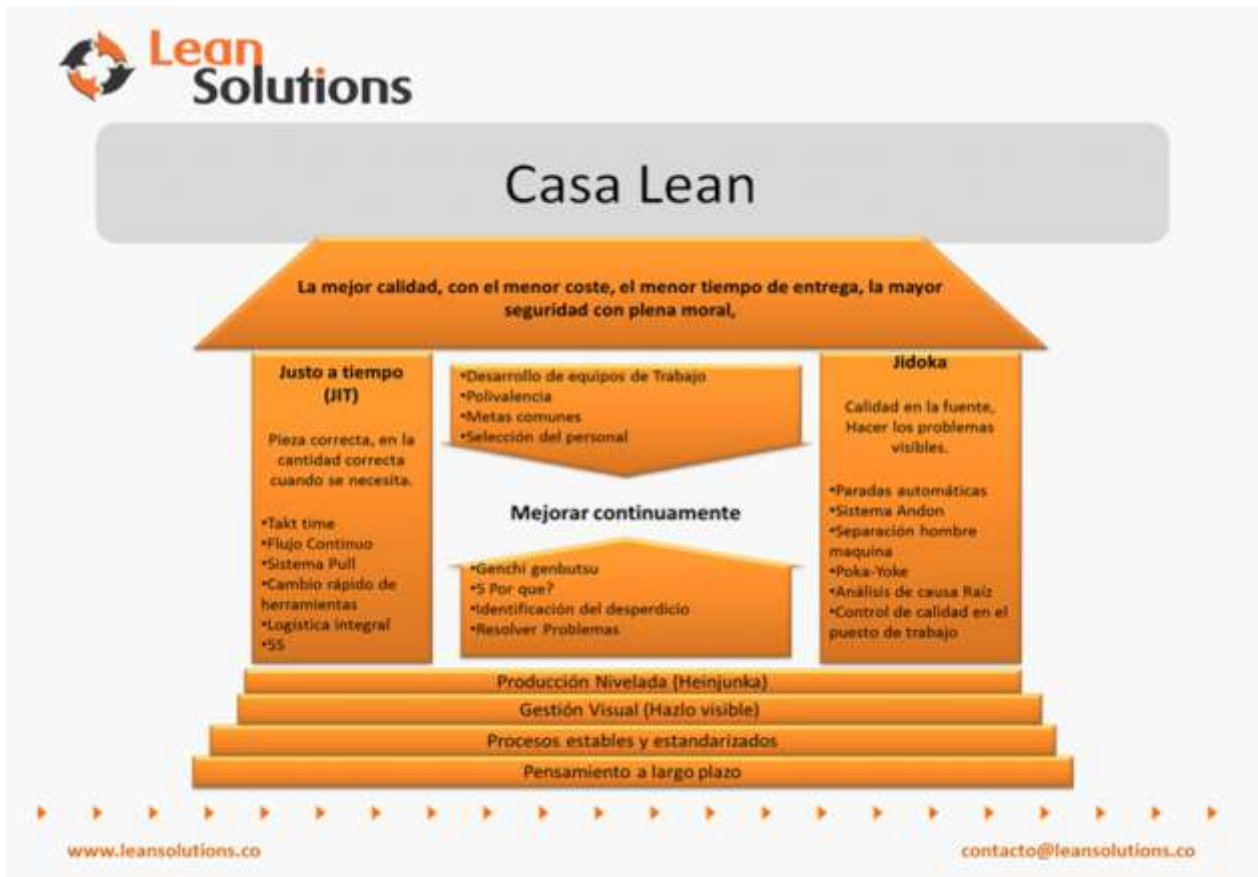 Lean
Solutions
Casa Lean
La mejor calidad, con el menor coste, el menor tiempo de entrega, la mayor
seguridad con plena moral,
Justo a tiempo
(JIT)
Pieza correcta, en la
cantidad correcta
cuando se necesita.
•Takt time
•Flujo Continuo
•Sistema Pull
•Cambio rápido de
herramientas
•Logística integral
•5S
•Desarrollo de equipos de Trabajo
•Polivalencia
•Metas comunes
•Selección del personal
Mejorar continuamente
•Genchi genbutsu
•5 Por que?
•Identificación del desperdicio
•Resolver Problemas
Jidoka
Calidad en la fuente,
Hacer los problemas
visibles.
•Paradas automáticas
•Sistema Andon
•Separación hombre
maquina
•Poka-Yoke
•Análisis de causa Raíz
•Control de calidad en el
puesto de trabajo
Producción Nivelada (Heinjunka)
Gestión Visual (Hazlo visible)
Procesos estables y estandarizados
Pensamiento a largo plazo
www.leansolutions.co
contacto@leansolutions.co